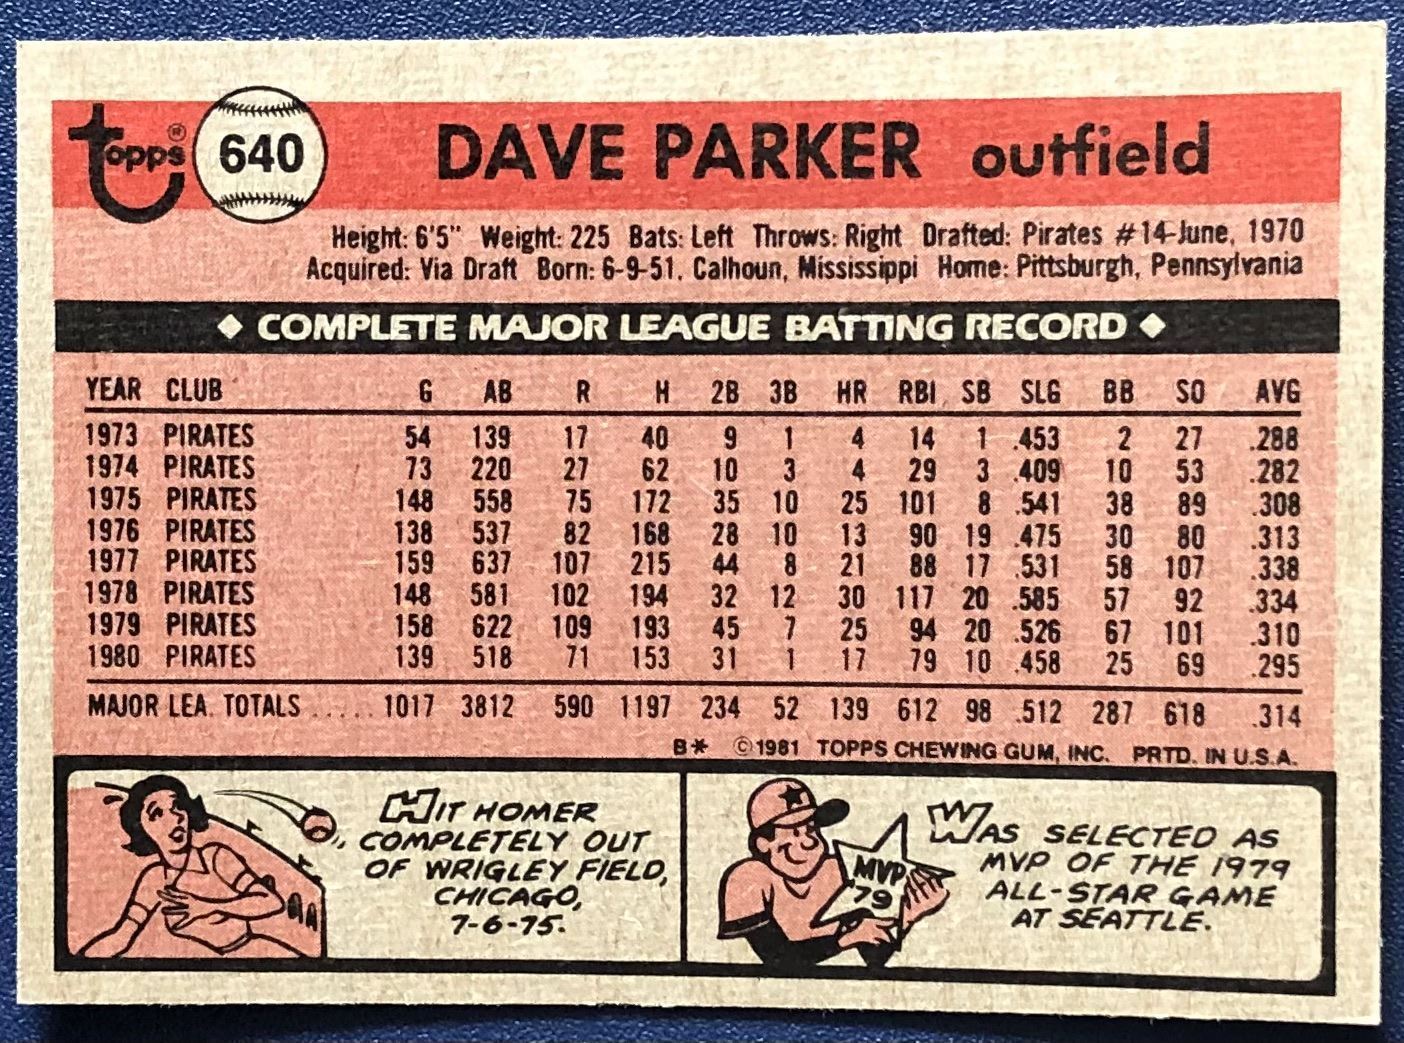 Topps® 640 DAVE PARKER outfield
Height: 6'5" Weight: 225 Bats: Left Throws: Right Drafted: Pirates #14-June, 1970
Acquired: Via Draft Born: 6-9-51, Calhoun, Mississippi Home: Pittsburgh, Pennsylvania
◆ COMPLETE MAJOR LEAGUE BATTING RECORD ◆
YEAR CLUB G AB R H 2B 3B HR RBI SB SLG BB SO AVG
1973 PIRATES 54 139 17 40 9 1 4 14 1 .453 2 27 .288
1974 PIRATES 73 220 27 62 10 3 4 29 3 .409 10 53 .282
1975 PIRATES 148 558 75 172 35 10 25 101 8 .541 38 89 .308
1976 PIRATES 138 537 82 168 28 10 13 90 19 .475 30 80 .313
1977 PIRATES 159 637 107 215 44 8 21 88 17 .531 58 107 .338
1978 PIRATES 148 581 102 194 32 12 30 117 20 .585 57 92 .334
1979 PIRATES 158 622 109 193 45 7 25 94 20 .526 67 101 .310
1980 PIRATES 139 518 71 153 31 1 17 79 10 .458 25 69 .295
MAJOR LEA. TOTALS ..... 1017 3812 590 1197 234 52 139 612 98 .512 287 618 .314
B* ©1981 TOPPS CHEWING GUM, INC. PRTD. IN U.S.A.
HIT HOMER
COMPLETELY OUT
OF WRIGLEY FIELD,
CHICAGO,
7-6-75.
MVP
'79
WAS SELECTED AS
MVP OF THE 1979
ALL-STAR GAME
AT SEATTLE.